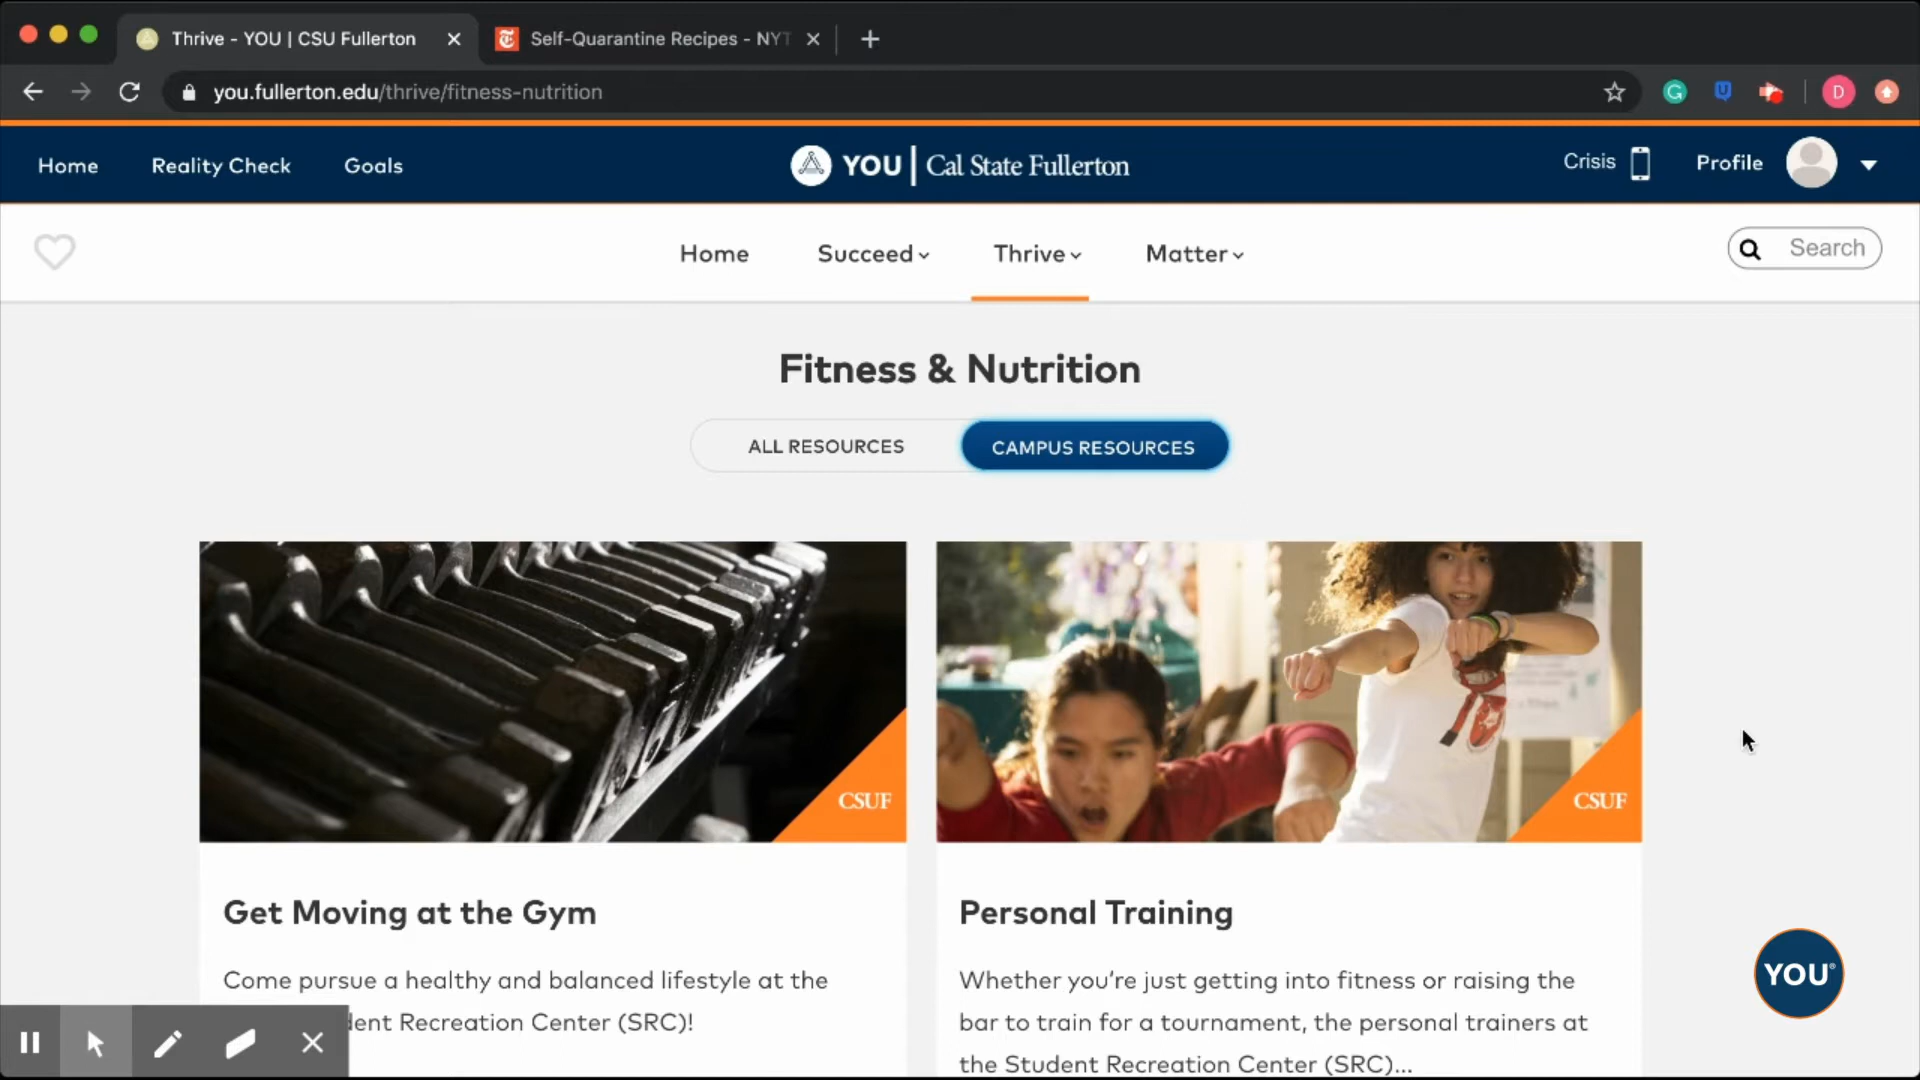 Thrive - YOU | CSU Fullerton
Self-Quarantine Recipes - NYT
you.fullerton.edu/thrive/fitness-nutrition
D
Home Reality Check Goals
YOU | Cal State Fullerton
Crisis Profile
Home Succeed Thrive Matter
Search
Fitness & Nutrition
ALL RESOURCES CAMPUS RESOURCES
CSUF
CSUF
Get Moving at the Gym
Come pursue a healthy and balanced lifestyle at the
dent Recreation Center (SRC)!
Personal Training
Whether you're just getting into fitness or raising the
bar to train for a tournament, the personal trainers at
the Student Recreation Center (SRC)...
YOU®